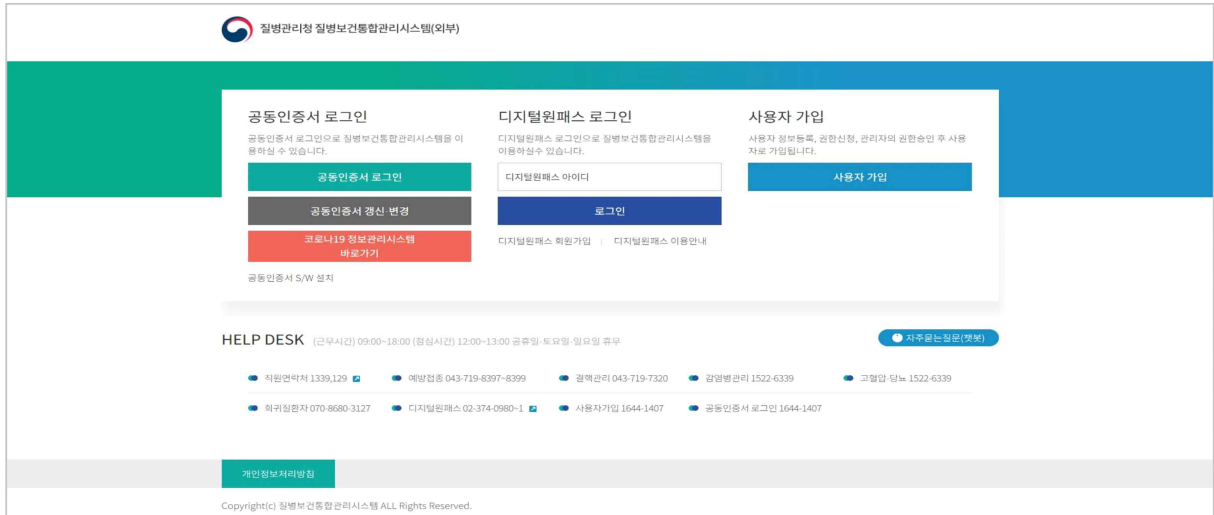 질병관리청 질병보건통합관리시스템(외부)
공동인증서 로그인
공동인증서 로그인으로 질병보건통합관리시스템을 이
용하실 수 있습니다.
공동인증서 로그인
공동인증서 갱신·변경
코로나19 정보관리시스템
바로가기
공동인증서 S/W 설치
디지털원패스 로그인
디지털원패스 로그인으로 질병보건통합관리시스템을
이용하실수 있습니다.
디지털원패스 아이디
로그인
디지털원패스 회원가입 | 디지털원패스 이용안내
사용자 가입
사용자 정보등록, 권한신청, 관리자의 권한승인 후 사용
자로 가입됩니다.
사용자 가입
HELP DESK (근무시간) 09:00~18:00 (점심시간) 12:00~13:00 공휴일·토요일·일요일 휴무
자주묻는질문(챗봇)
직원연락처 1339,129 예방접종 043-719-8397~8399 결핵관리 043-719-7320 감염병관리 1522-6339 고혈압·당뇨 1522-6339
희귀질환자 070-8680-3127 디지털원패스 02-374-0980~1 사용자가입 1644-1407 공동인증서 로그인 1644-1407
개인정보처리방침
Copyright(c) 질병보건통합관리시스템 ALL Rights Reserved.